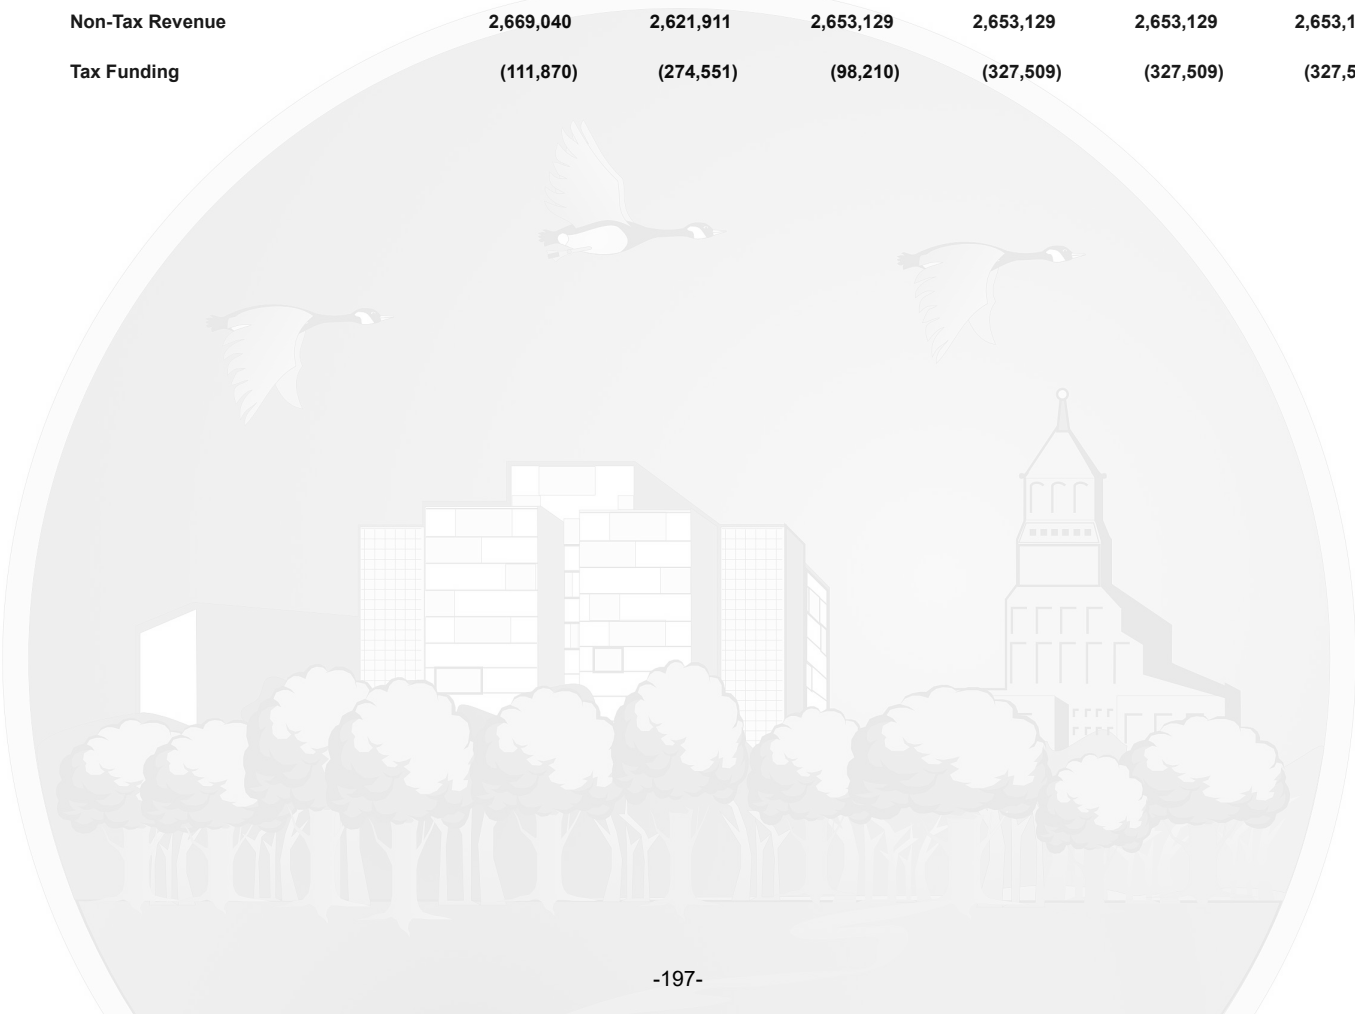 Non-Tax Revenue 2,669,040 2,621,911 2,653,129 2,653,129 2,653,129
Tax Funding (111,870) (274,551) (98,210) (327,509) (327,509)
-197-